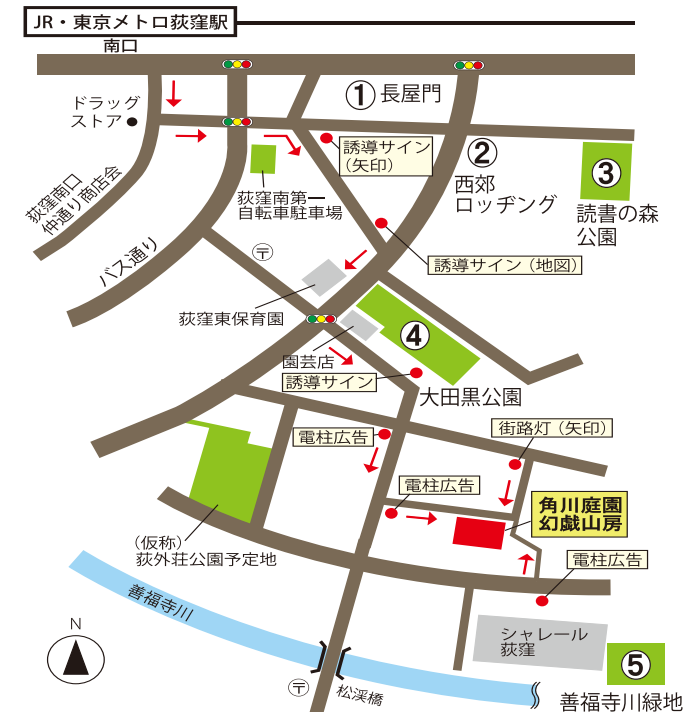 JR・東京メトロ荻窪駅
南口
ドラッグ
ストア
① 長屋門
誘導サイン
(矢印)
② 
西郊
ロッヂング
③
読書の森
公園
荻窪南口
仲通り商店会
荻窪南第一
自転車駐車場
バス通り
〒
誘導サイン(地図)
荻窪東保育園
④
園芸店
誘導サイン
大田黒公園
電柱広告
街路灯(矢印)
電柱広告
角川庭園
幻戯山房
(仮称)
荻外荘公園予定地
電柱広告
善福寺川
シャレール
荻窪
⑤
善福寺川緑地
N
〒
松渓橋